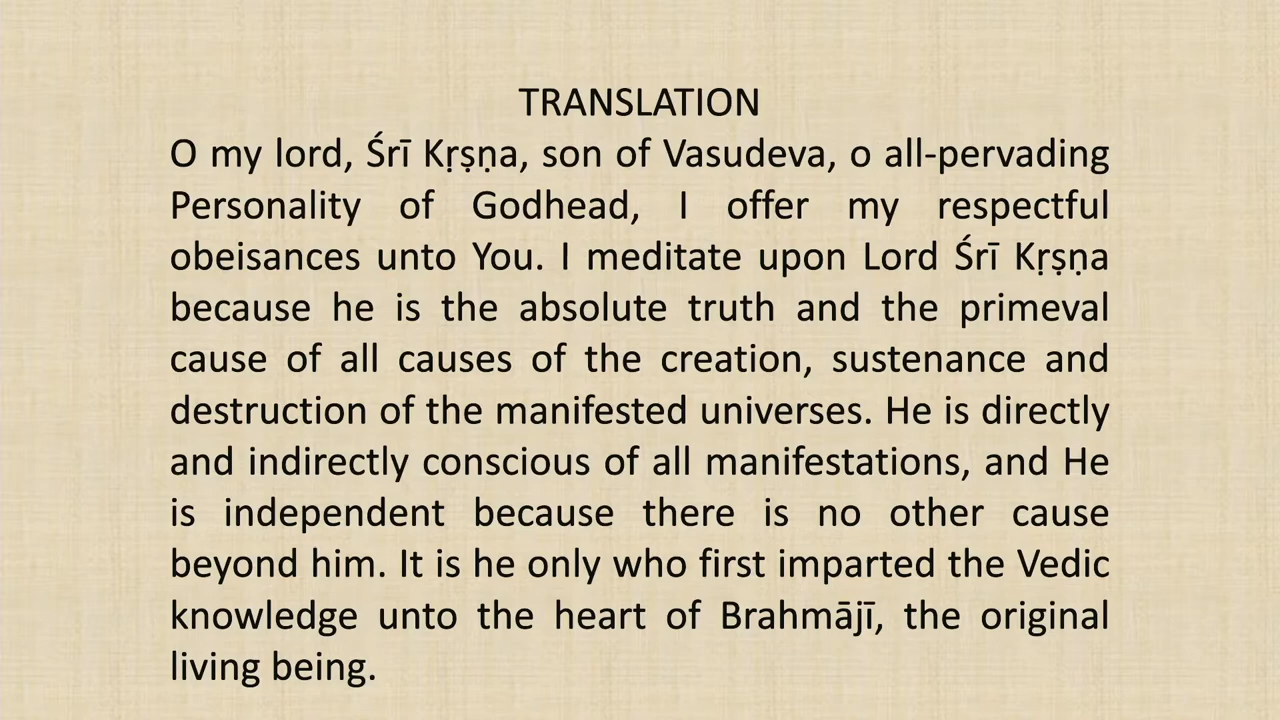 TRANSLATION
O my lord, Śrī Kṛṣṇa, son of Vasudeva, o all-pervading
Personality of Godhead, I offer my respectful
obeisances unto You. I meditate upon Lord Śrī Kṛṣṇa
because he is the absolute truth and the primeval
cause of all causes of the creation, sustenance and
destruction of the manifested universes. He is directly
and indirectly conscious of all manifestations, and He
is independent because there is no other cause
beyond him. It is he only who first imparted the Vedic
knowledge unto the heart of Brahmājī, the original
living being.